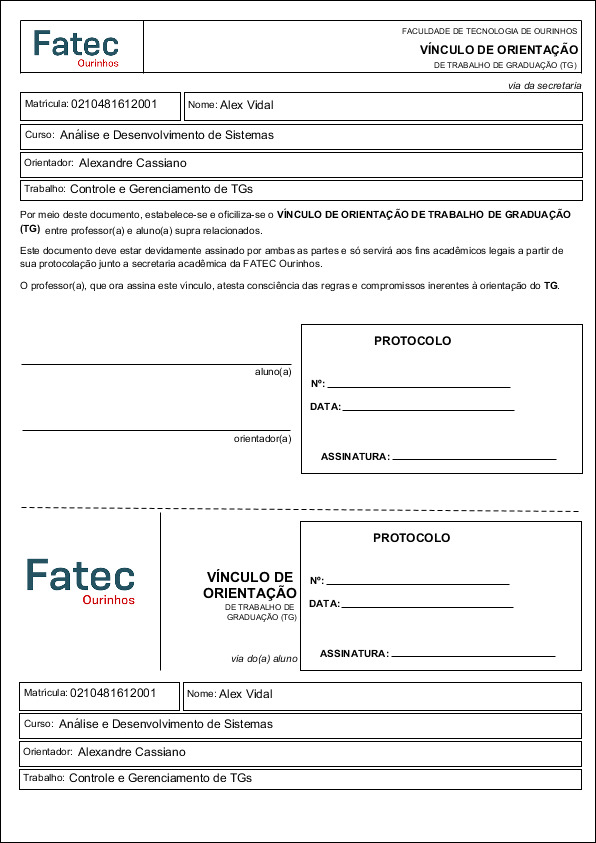 Fatec
Ourinhos
FACULDADE DE TECNOLOGIA DE OURINHOS
VÍNCULO DE ORIENTAÇÃO
DE TRABALHO DE GRADUAÇÃO (TG)
via da secretaria
Matrícula: 0210481612001 Nome: Alex Vidal
Curso: Análise e Desenvolvimento de Sistemas
Orientador: Alexandre Cassiano
Trabalho: Controle e Gerenciamento de TGs
Por meio deste documento, estabelece-se e oficiliza-se o VÍNCULO DE ORIENTAÇÃO DE TRABALHO DE GRADUAÇÃO
(TG) entre professor(a) e aluno(a) supra relacionados.
Este documento deve estar devidamente assinado por ambas as partes e só servirá aos fins acadêmicos legais a partir de
sua protocolação junto a secretaria acadêmica da FATEC Ourinhos.
O professor(a), que ora assina este vínculo, atesta consciência das regras e compromissos inerentes à orientação do TG.
aluno(a)
orientador(a)
PROTOCOLO
Nº:
DATA:
ASSINATURA:
Fatec
Ourinhos
VÍNCULO DE
ORIENTAÇÃO
DE TRABALHO DE
GRADUAÇÃO (TG)
via do(a) aluno
PROTOCOLO
Nº:
DATA:
ASSINATURA:
Matrícula: 0210481612001 Nome: Alex Vidal
Curso: Análise e Desenvolvimento de Sistemas
Orientador: Alexandre Cassiano
Trabalho: Controle e Gerenciamento de TGs